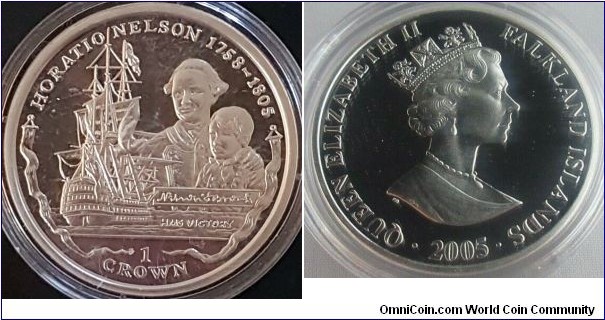 HORATIO NELSON 1758-1805
HMS VICTORY
1
CROWN
QUEEN ELIZABETH II FALKLAND ISLANDS
· 2005 ·
OmniCoin.com World Coin Community